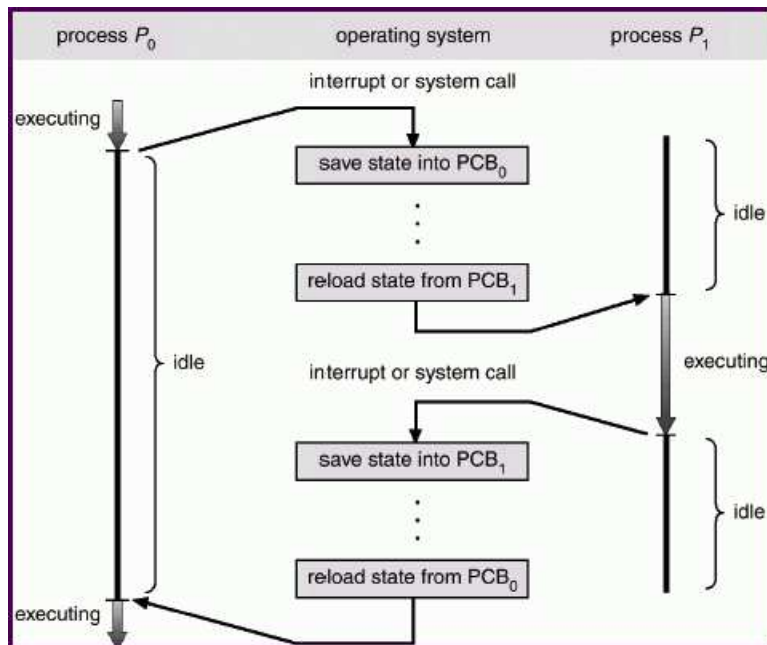 process P₀ operating system process P₁
interrupt or system call
executing
save state into PCB₀
idle
reload state from PCB₁
idle
executing
interrupt or system call
save state into PCB₁
idle
reload state from PCB₀
executing